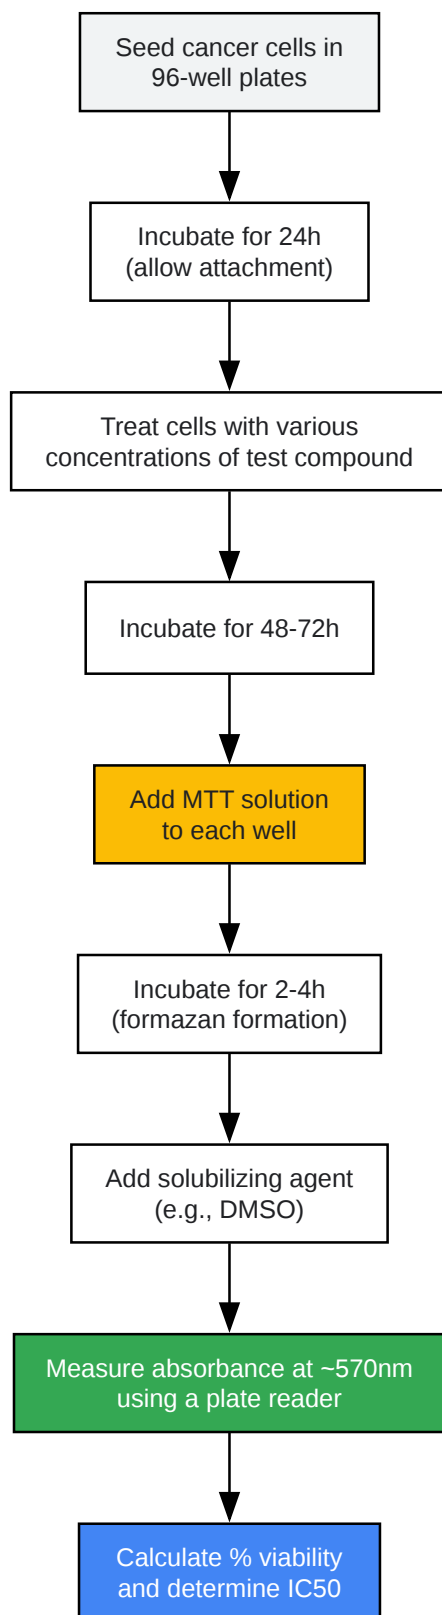 Seed cancer cells in
96-well plates
Incubate for 24h
(allow attachment)
Treat cells with various
concentrations of test compound
Incubate for 48-72h
Add MTT solution
to each well
Incubate for 2-4h
(formazan formation)
Add solubilizing agent
(e.g., DMSO)
Measure absorbance at ~570nm
using a plate reader
Calculate % viability
and determine IC50